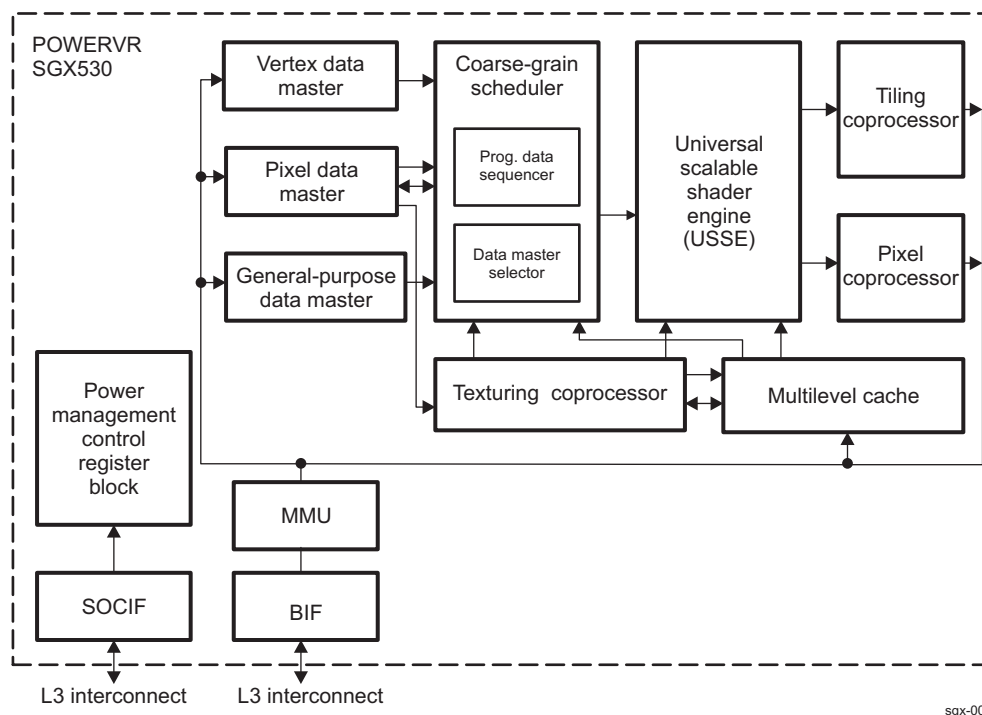 POWERVR
SGX530
Vertex data
master
Coarse-grain
scheduler
Tiling
coprocessor
Prog. data
sequencer
Universal
scalable
shader
engine
(USSE)
Pixel data
master
Data master
selector
Pixel
coprocessor
General-purpose
data master
Power
management
control
register
block
Texturing coprocessor
Multilevel cache
MMU
SOCIF
BIF
L3 interconnect
L3 interconnect